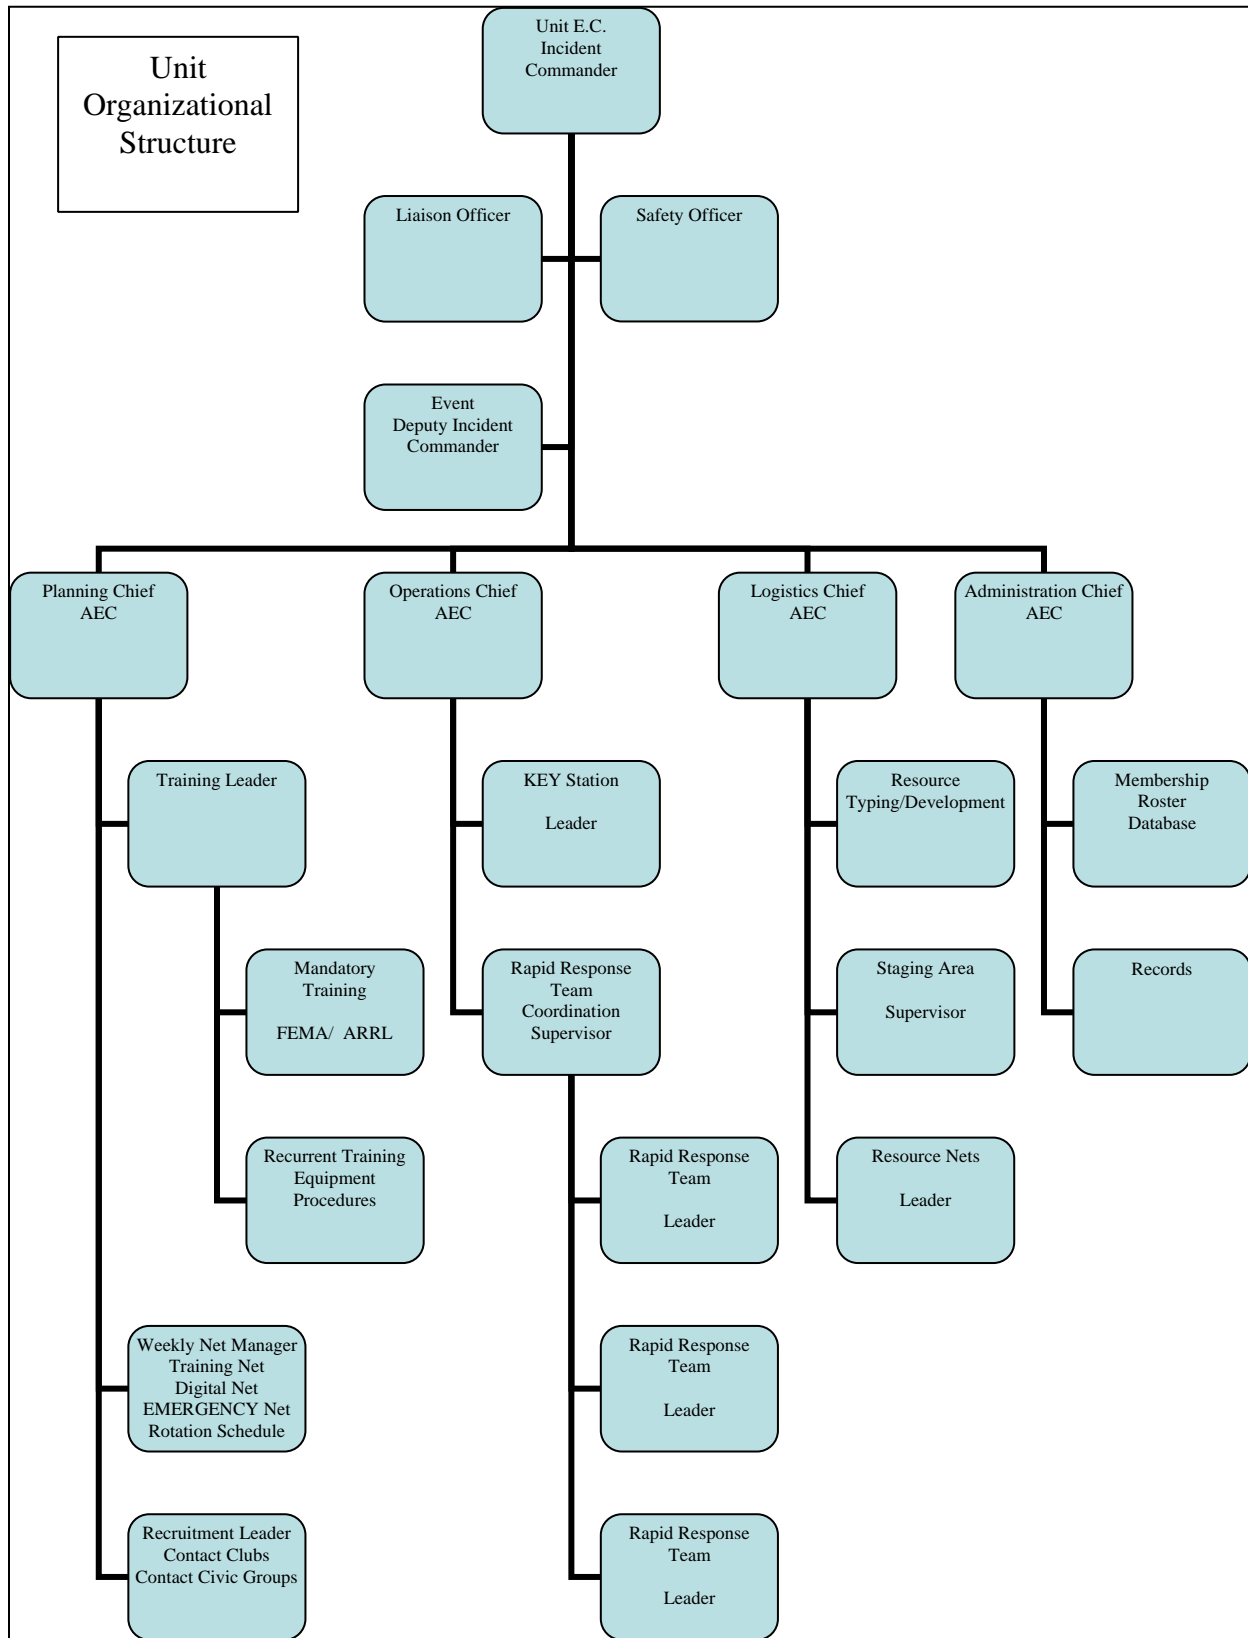 Unit
Organizational
Structure
Unit E.C.
Incident
Commander
Liaison Officer
Safety Officer
Event
Deputy Incident
Commander
Planning Chief
AEC
Operations Chief
AEC
Logistics Chief
AEC
Administration Chief
AEC
Training Leader
KEY Station
Leader
Resource
Typing/Development
Membership
Roster
Database
Mandatory
Training
FEMA/ ARRL
Rapid Response
Team
Coordination
Supervisor
Staging Area
Supervisor
Records
Recurrent Training
Equipment
Procedures
Rapid Response
Team
Leader
Resource Nets
Leader
Weekly Net Manager
Training Net
Digital Net
EMERGENCY Net
Rotation Schedule
Rapid Response
Team
Leader
Recruitment Leader
Contact Clubs
Contact Civic Groups
Rapid Response
Team
Leader